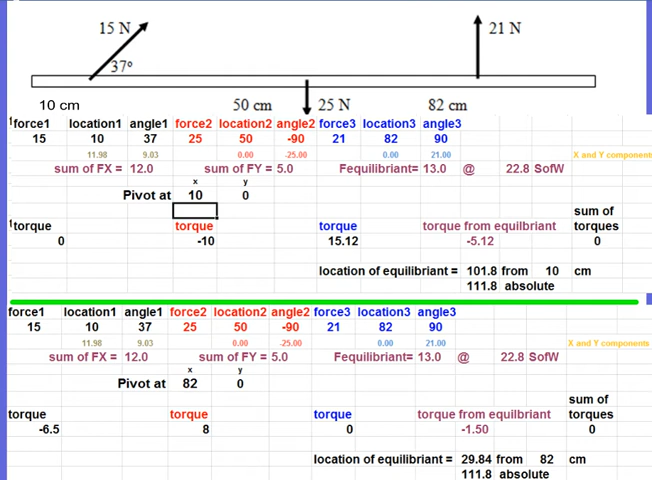 15 N 21 N
37°
10 cm 50 cm 25 N 82 cm
1force1 location1 angle1 force2 location2 angle2 force3 location3 angle3
15 10 37 25 50 -90 21 82 90
11.98 9.03 0.00 -25.00 0.00 21.00 X and Y components
sum of FX = 12.0 sum of FY = 5.0 Fequilibriant= 13.0 @ 22.8 SofW
x y
Pivot at 10 0
sum of
1torque torque torque torque from equilbriant torques
0 -10 15.12 -5.12 0
location of equilibriant = 101.8 from 10 cm
111.8 absolute
force1 location1 angle1 force2 location2 angle2 force3 location3 angle3
15 10 37 25 50 -90 21 82 90
11.98 9.03 0.00 -25.00 0.00 21.00 X and Y components
sum of FX = 12.0 sum of FY = 5.0 Fequilibriant= 13.0 @ 22.8 SofW
x y
Pivot at 82 0
sum of
torque torque torque torque from equilbriant torques
-6.5 8 0 -1.50 0
location of equilibriant = 29.84 from 82 cm
111.8 absolute